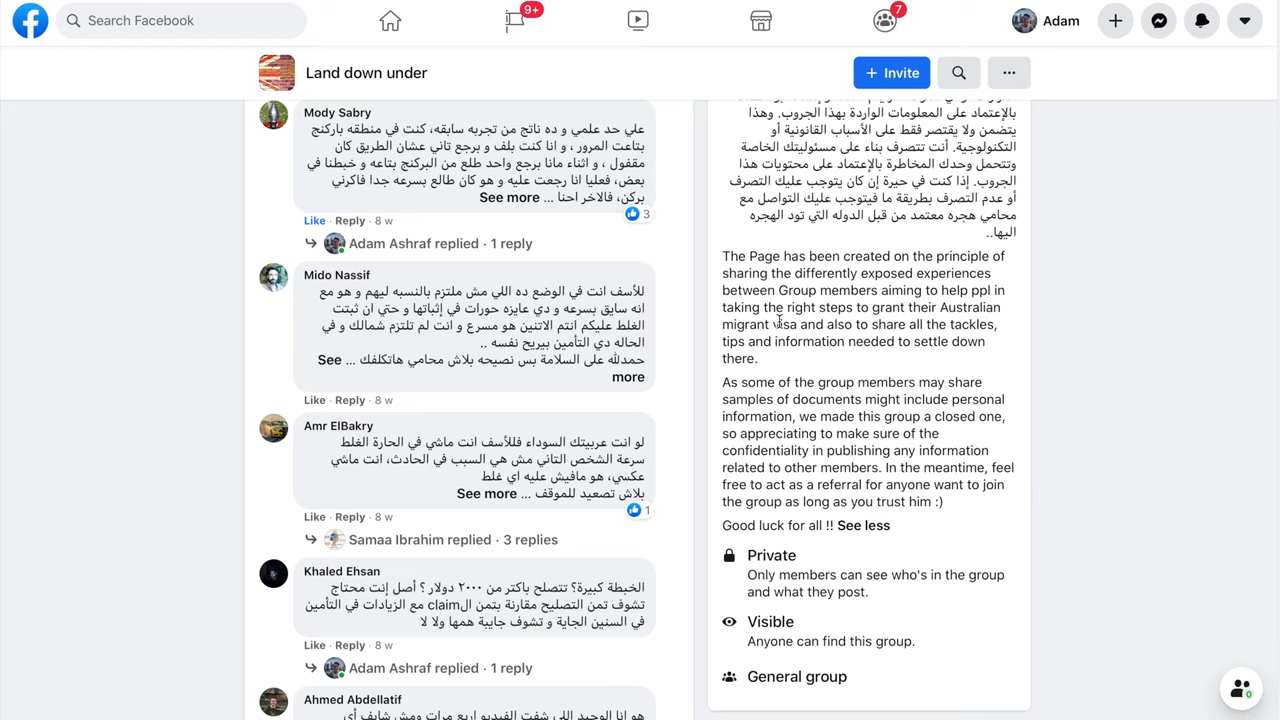 Search Facebook
9+
7
Adam
Land down under
Invite
Mody Sabry
علي حد علمي و ده ناتج من تجربه سابقه، كنت في منطقه باركنج
بتاعت المرور ، و انا كنت بلف و برجع تاني عشان الطريق كان
مقفول ، و اثناء مانا برجع واحد طلع من البركنج بتاعه و خبطنا في
بعض، فعليا انا رجعت عليه و هو كان طالع بسرعه جدا فاكرني
بركن، فالاخر احنا ... See more
3
Like · Reply · 8 w
Adam Ashraf replied · 1 reply
Mido Nassif
للأسف انت في الوضع ده اللي مش ملتزم بالنسبه ليهم و هو مع
انه سايق بسرعه و دي عايزه حورات في إثباتها و حتي ان ثبتت
الغلط عليكم انتم الاتنين هو مسرع و انت لم تلتزم شمالك و في
الحاله دي التأمين بيريح نفسه ..
حمدلله على السلامة بس نصيحه بلاش محامي هاتكلفك ... See
more
Like · Reply · 8 w
Amr ElBakry
لو انت عربيتك السوداء فللأسف انت ماشي في الحارة الغلط
سرعة الشخص التاني مش هي السبب في الحادث، انت ماشي
عكسي، هو مافيش عليه اي غلط
بلاش تصعيد للموقف ... See more
1
Like · Reply · 8 w
Samaa Ibrahim replied · 3 replies
Khaled Ehsan
الخبطة كبيرة؟ تتصلح باكتر من ٢٠٠٠ دولار ؟ أصل إنت محتاج
تشوف تمن التصليح مقارنة بتمن الclaim مع الزيادات في التأمين
في السنين الجاية و تشوف جايبة همها ولا لا
Like · Reply · 8 w
Adam Ashraf replied · 1 reply
Ahmed Abdellatif
هو انا الوحيد اللي شفت الفيديو اربع مرات ومش شايف أي
بالإعتماد على المعلومات الواردة بهذا الجروب. وهذا
يتضمن ولا يقتصر فقط على الأسباب القانونية أو
التكنولوجية. أنت تتصرف بناء على مسئوليتك الخاصة
وتتحمل وحدك المخاطرة بالإعتماد على محتويات هذا
الجروب. إذا كنت في حيرة إن كان يتوجب عليك التصرف
أو عدم التصرف بطريقة ما فيتوجب عليك التواصل مع
محامي هجره معتمد من قبل الدوله التي تود الهجره
اليها..
The Page has been created on the principle of
sharing the differently exposed experiences
between Group members aiming to help ppl in
taking the right steps to grant their Australian
migrant visa and also to share all the tackles,
tips and information needed to settle down
there.
As some of the group members may share
samples of documents might include personal
information, we made this group a closed one,
so appreciating to make sure of the
confidentiality in publishing any information
related to other members. In the meantime, feel
free to act as a referral for anyone want to join
the group as long as you trust him :)
Good luck for all !! See less
Private
Only members can see who's in the group
and what they post.
Visible
Anyone can find this group.
General group
0